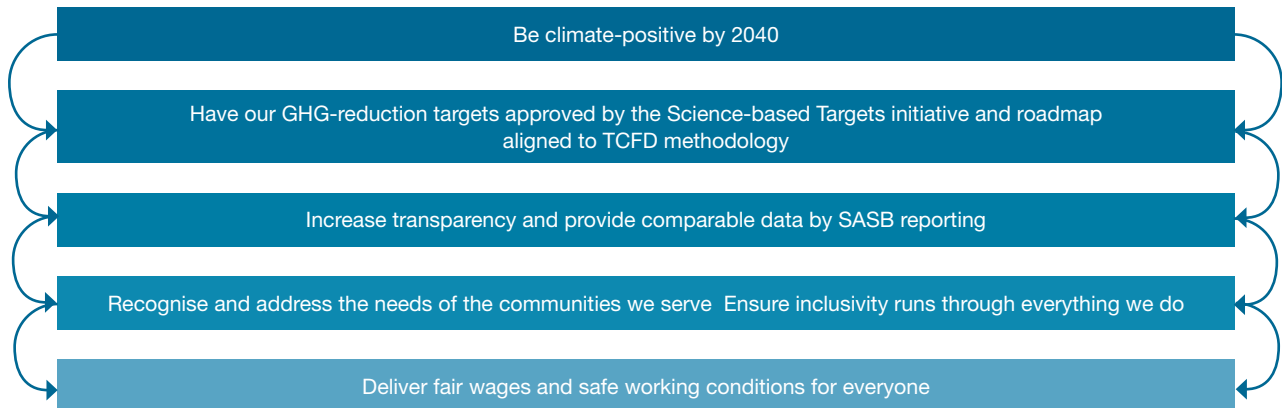 Be climate-positive by 2040
Have our GHG-reduction targets approved by the Science-based Targets initiative and roadmap
aligned to TCFD methodology
Increase transparency and provide comparable data by SASB reporting
Recognise and address the needs of the communities we serve  Ensure inclusivity runs through everything we do
Deliver fair wages and safe working conditions for everyone